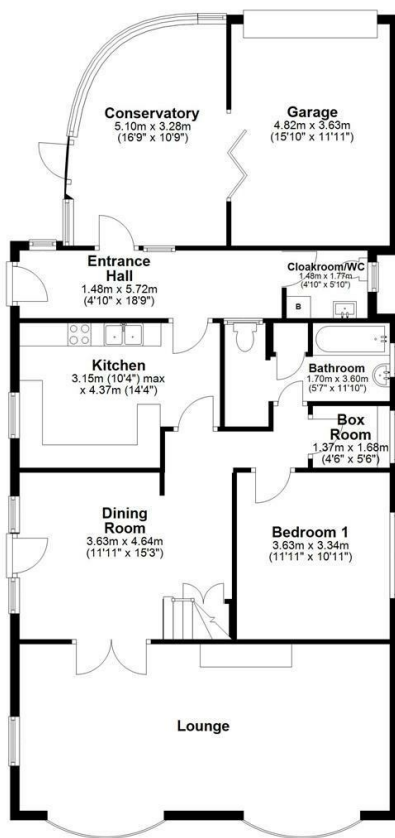 Conservatory
5.10m x 3.28m
(16'9" x 10'9")
Garage
4.82m x 3.63m
(15'10" x 11'11")
Entrance
Hall
1.48m x 5.72m
(4'10" x 18'9")
Cloakroom/WC
1.48m x 1.77m
(4'10" x 5'10")
B
Kitchen
3.15m (10'4") max
x 4.37m (14'4")
Bathroom
1.70m x 3.60m
(5'7" x 11'10")
Box
Room
1.37m x 1.68m
(4'6" x 5'6")
Dining
Room
3.63m x 4.64m
(11'11" x 15'3")
Bedroom 1
3.63m x 3.34m
(11'11" x 10'11")
Lounge